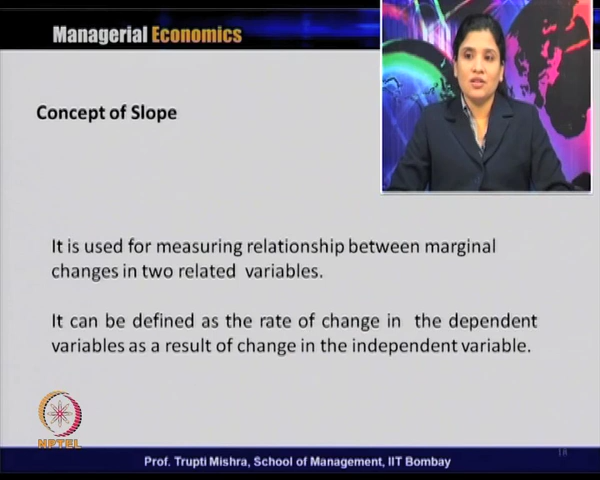 Managerial Economics
Concept of Slope
It is used for measuring relationship between marginal
changes in two related variables.
It can be defined as the rate of change in the dependent
variables as a result of change in the independent variable.
NPTEL
Prof. Trupti Mishra, School of Management, IIT Bombay
18